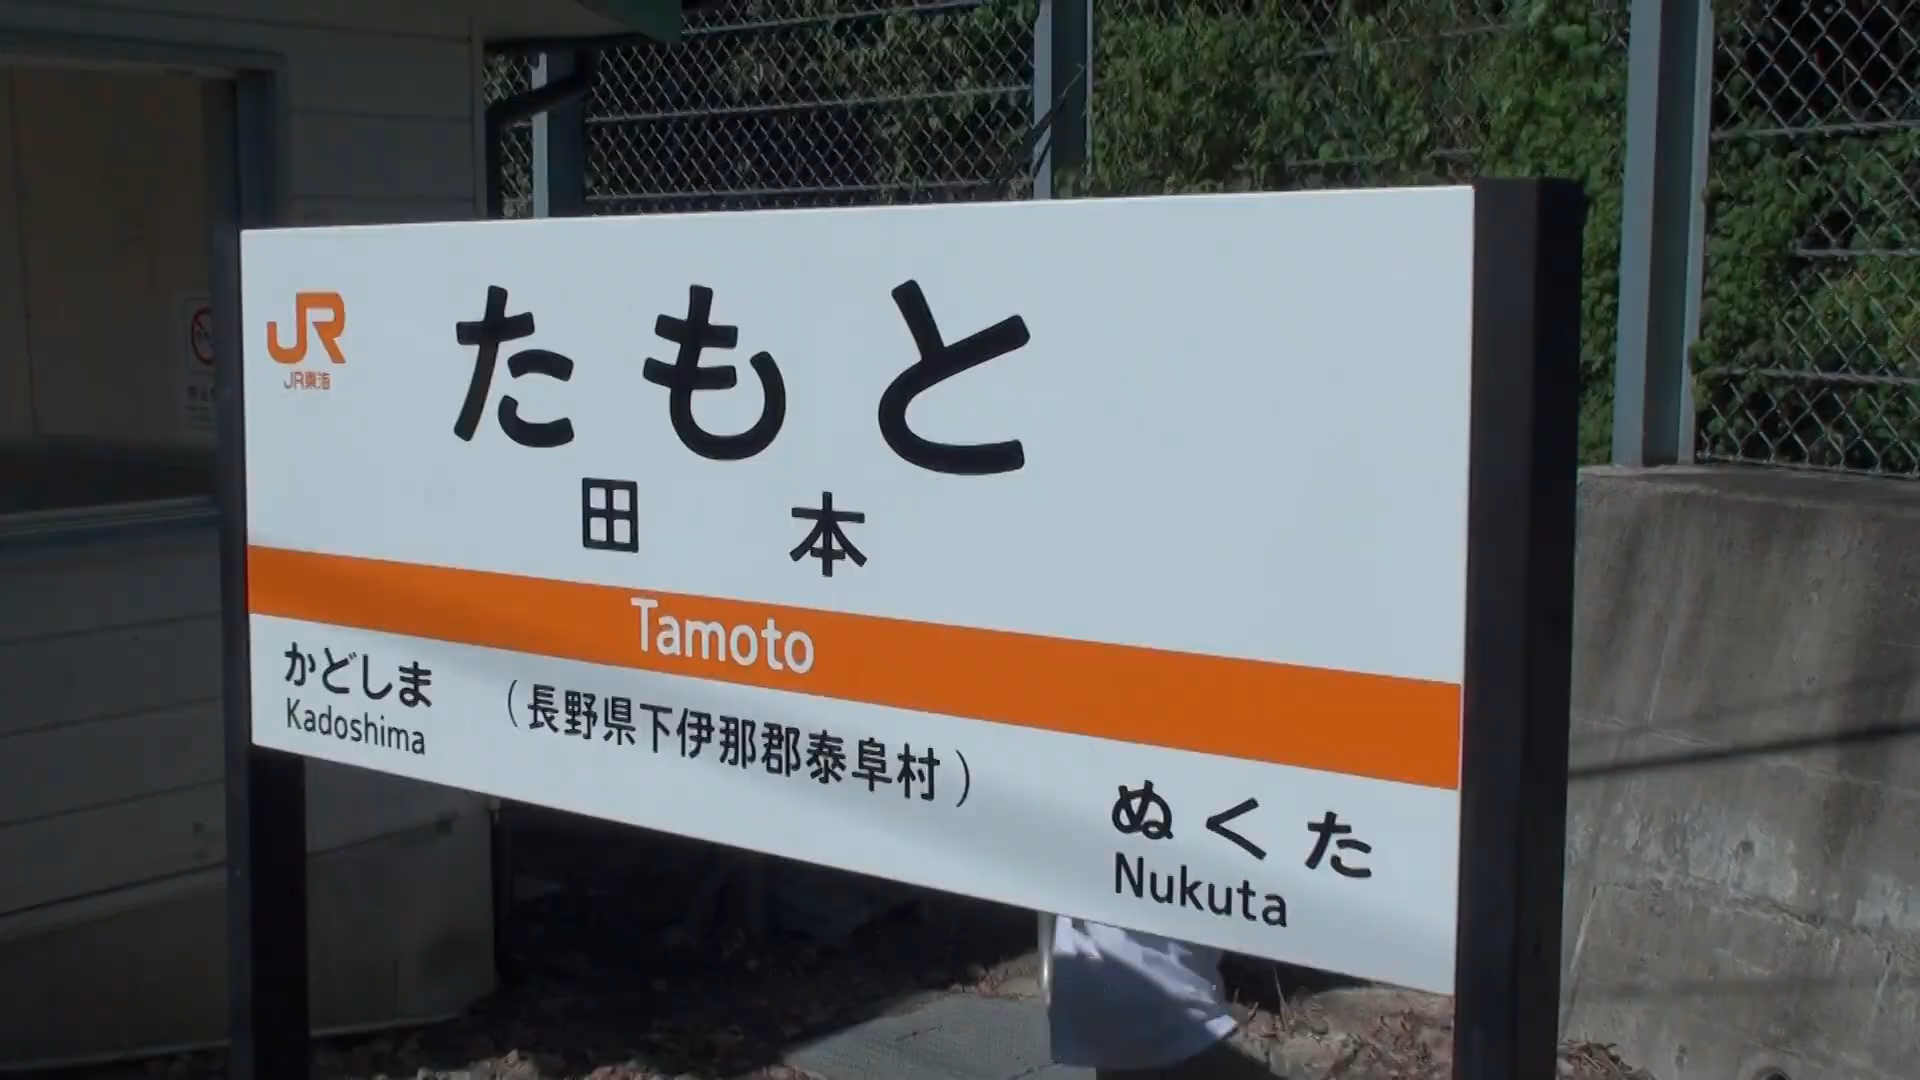 JR
JR東海
たもと
田本
Tamoto
かどしま
Kadoshima
(長野県下伊那郡泰阜村)
ぬくた
Nukuta